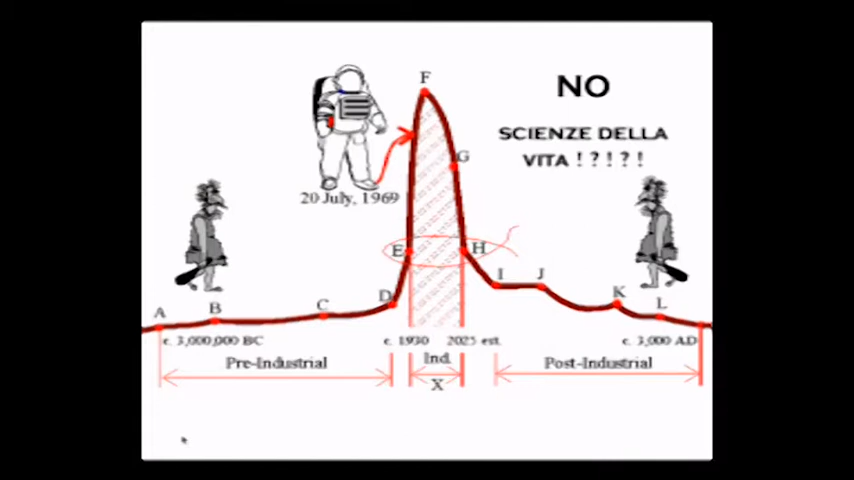 F
NO
SCIENZE DELLA
VITA !?!?!
G
20 July, 1969
E
H
I
J
D
K
A
B
C
L
c. 3,000,000 BC
c. 1930
2025 est.
c. 3,000 AD
Pre-Industrial
Ind.
Post-Industrial
X